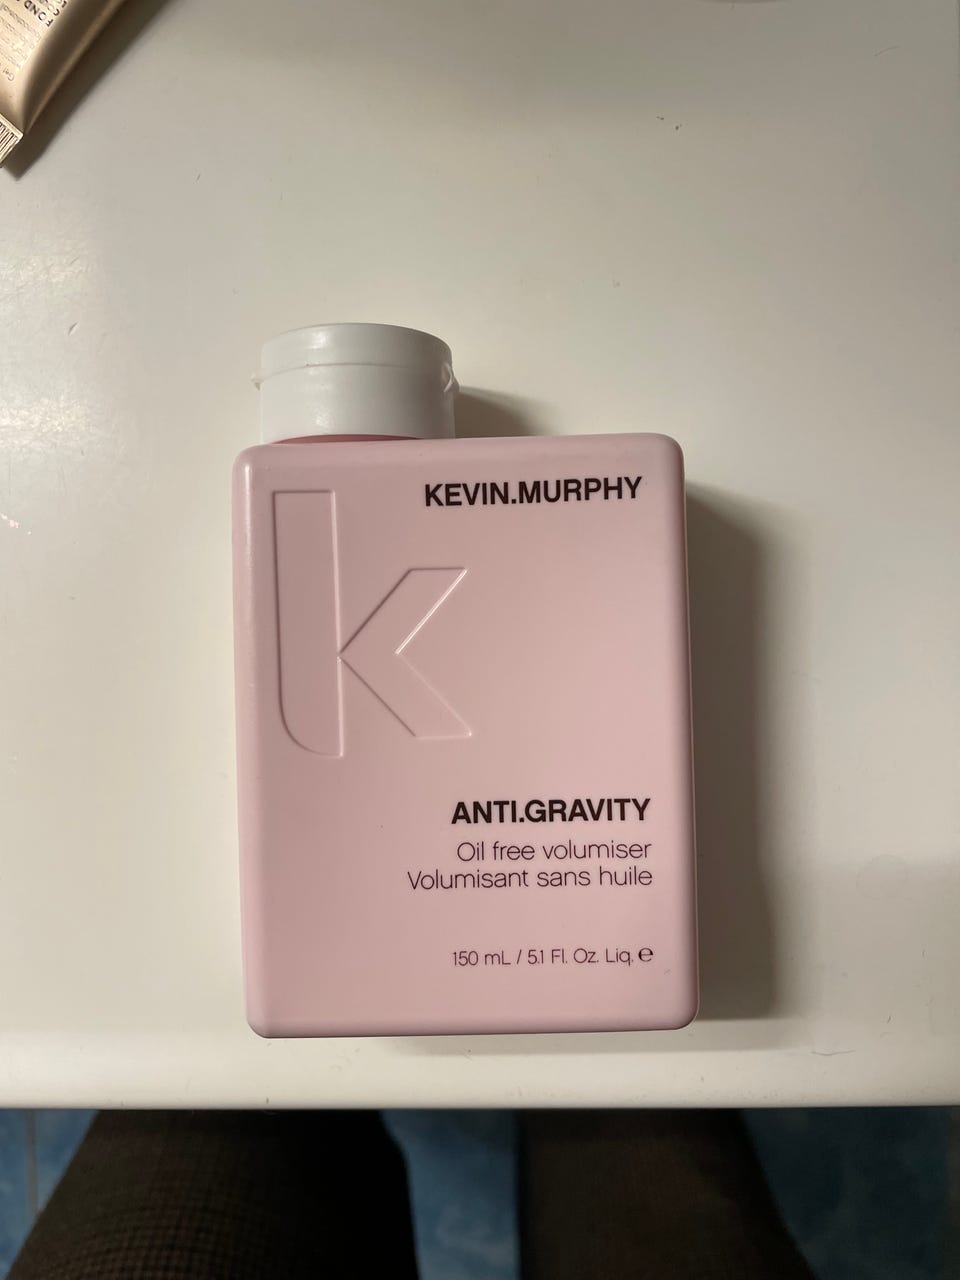 KEVIN.MURPHY
ANTI.GRAVITY
Oil free volumiser
Volumisant sans huile
150 mL / 5.1 Fl. Oz. Liq. ℮